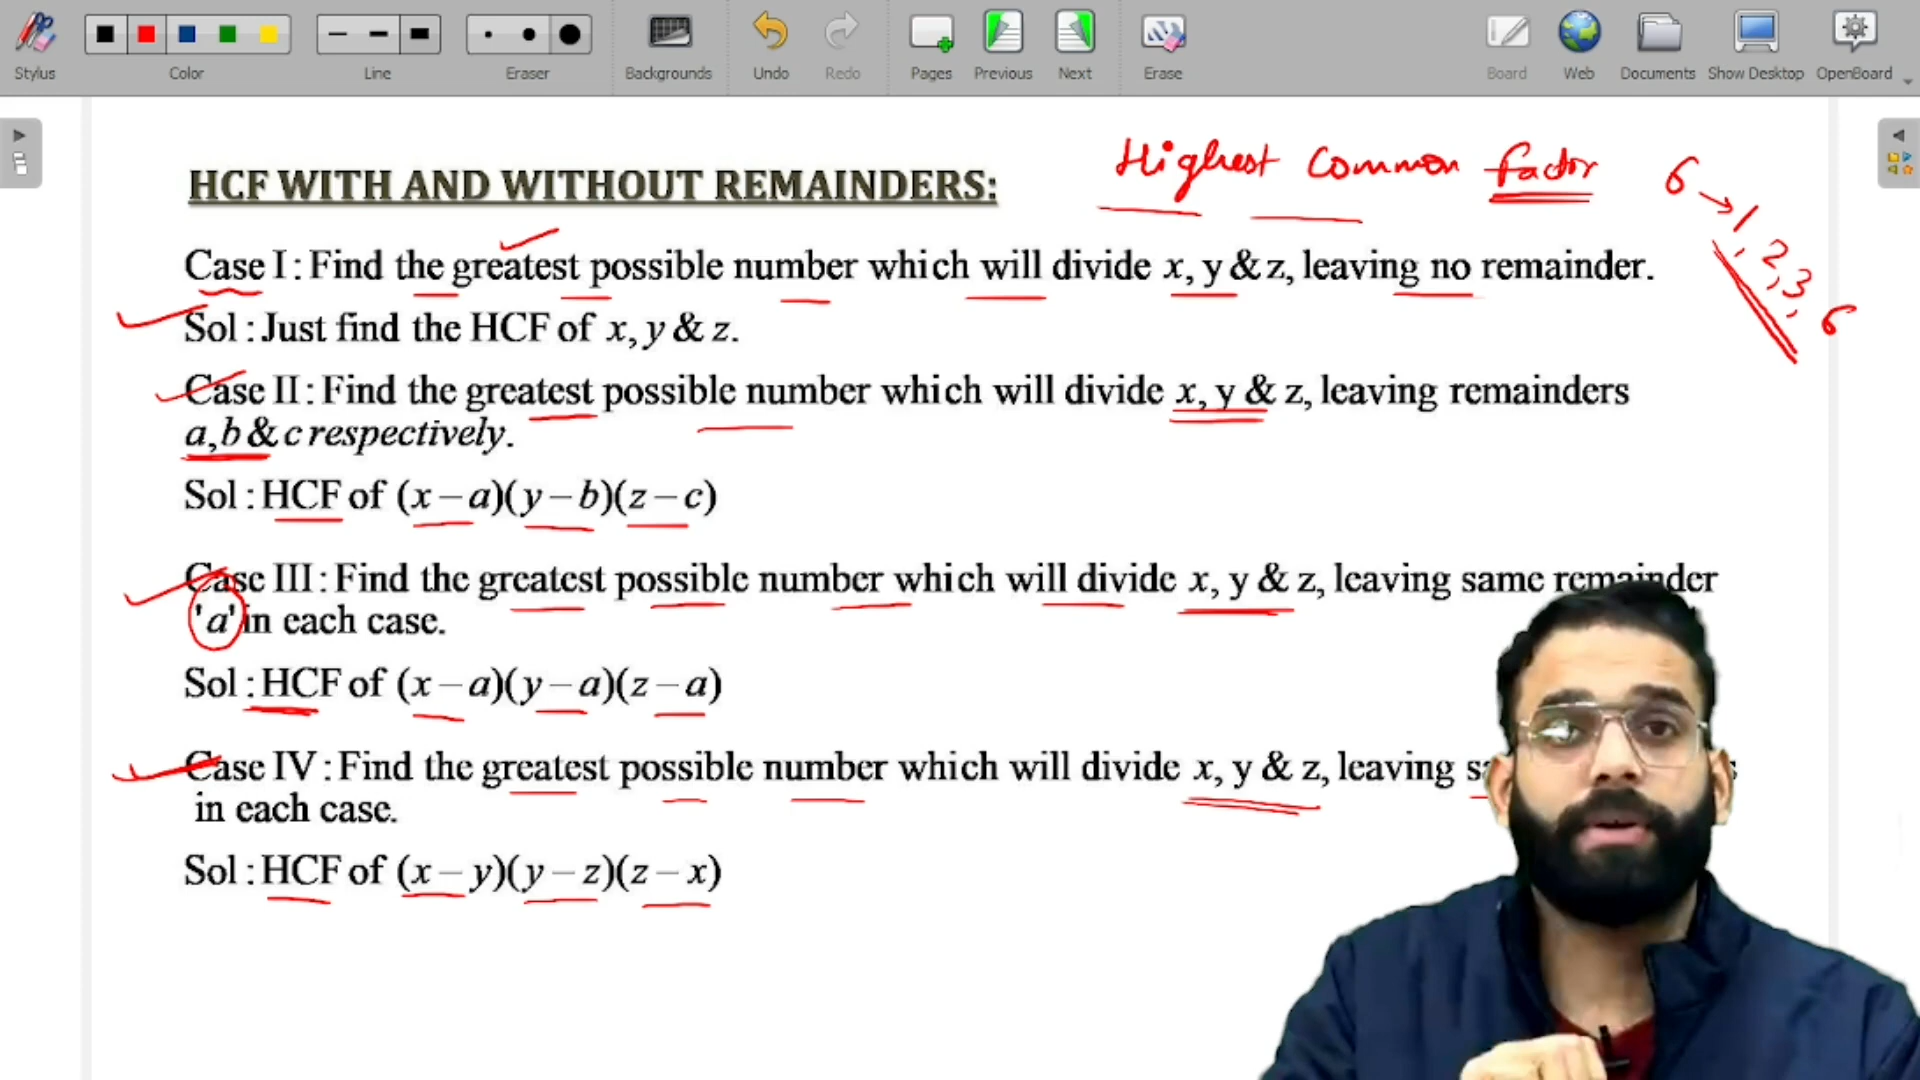 Stylus
Color
Line
Eraser
Backgrounds
Undo
Redo
Pages
Previous
Next
Erase
Board
Web
Documents
Show Desktop
OpenBoard
HCF WITH AND WITHOUT REMAINDERS:
Highest Common factor
6 → 1, 2, 3, 6
Case I : Find the greatest possible number which will divide x, y & z, leaving no remainder.
Sol : Just find the HCF of x, y & z.
Case II : Find the greatest possible number which will divide x, y & z, leaving remainders
a, b & c respectively.
Sol : HCF of (x – a)(y – b)(z – c)
Case III : Find the greatest possible number which will divide x, y & z, leaving same remainder
'a' in each case.
Sol : HCF of (x – a)(y – a)(z – a)
Case IV : Find the greatest possible number which will divide x, y & z, leaving
in each case.
Sol : HCF of (x – y)(y – z)(z – x)